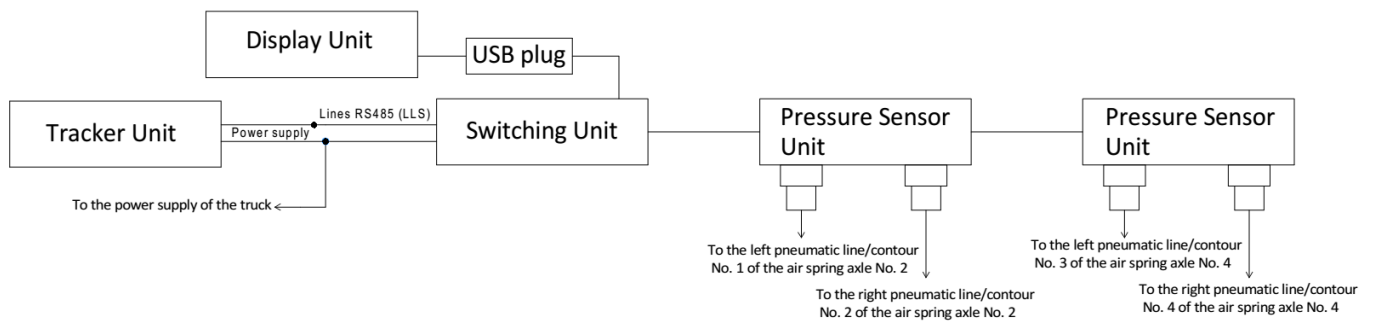 Display Unit
USB plug
Lines RS485 (LLS)
Tracker Unit
Power supply
Switching Unit
Pressure Sensor
Unit
Pressure Sensor
Unit
To the power supply of the truck
To the left pneumatic line/contour
No. 1 of the air spring axle No. 2
To the right pneumatic line/contour
No. 2 of the air spring axle No. 2
To the left pneumatic line/contour
No. 3 of the air spring axle No. 4
To the right pneumatic line/contour
No. 4 of the air spring axle No. 4